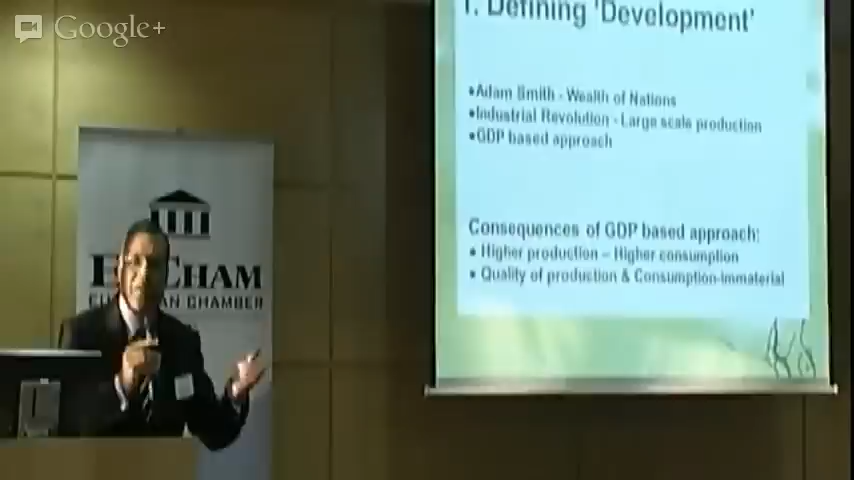 Google+
1. Defining 'Development'
•Adam Smith - Wealth of Nations
•Industrial Revolution - Large scale production
•GDP based approach
Consequences of GDP based approach:
• Higher production – Higher consumption
• Quality of production & Consumption-immaterial
CHAM
CHAMBER